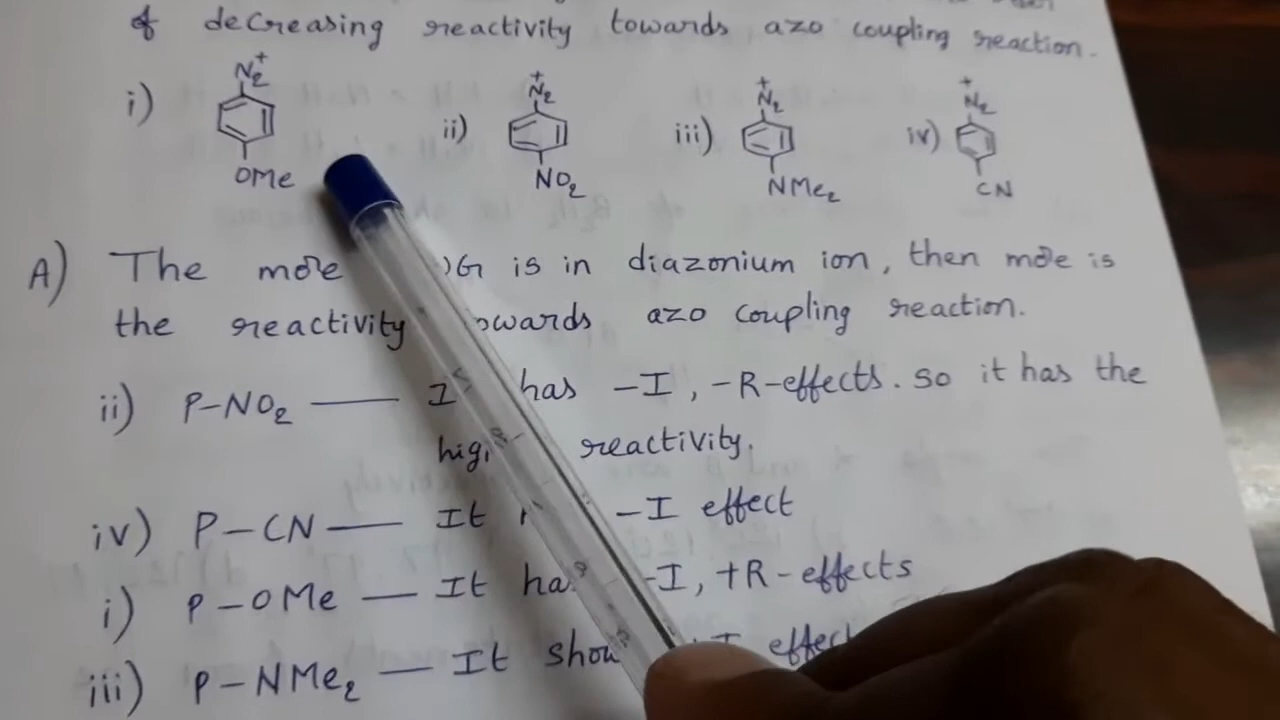 of decreasing reactivity towards azo coupling reaction.
i) N₂⁺ OMe ii) N₂⁺ NO₂ iii) N₂⁺ NMe₂ iv) N₂⁺ CN
A) The more is in diazonium ion, then more is
the reactivity azo coupling reaction.
ii) P-NO₂ — has -I, -R-effects. So it has the
reactivity.
iv) P-CN — It -I effect
i) P-OMe — It -I, +R-effects
iii) P-NMe₂ — It